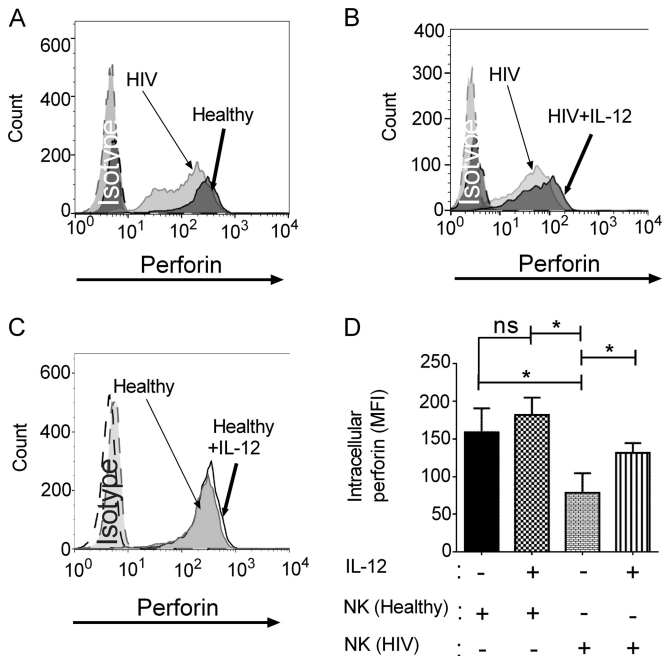 A
600
400
200
0
Count
HIV
Healthy
Isotype
10^0
10^1
10^2
10^3
10^4
Perforin
B
400
300
200
100
0
Count
HIV
HIV+IL-12
Isotype
10^0
10^1
10^2
10^3
10^4
Perforin
C
600
400
200
0
Count
Healthy
Healthy
+IL-12
Isotype
10^0
10^1
10^2
10^3
10^4
Perforin
D
ns
*
*
*
250
200
150
100
50
0
Intracellular
perforin (MFI)
IL-12 : - + - +
NK (Healthy) : + + - -
NK (HIV) : - - + +